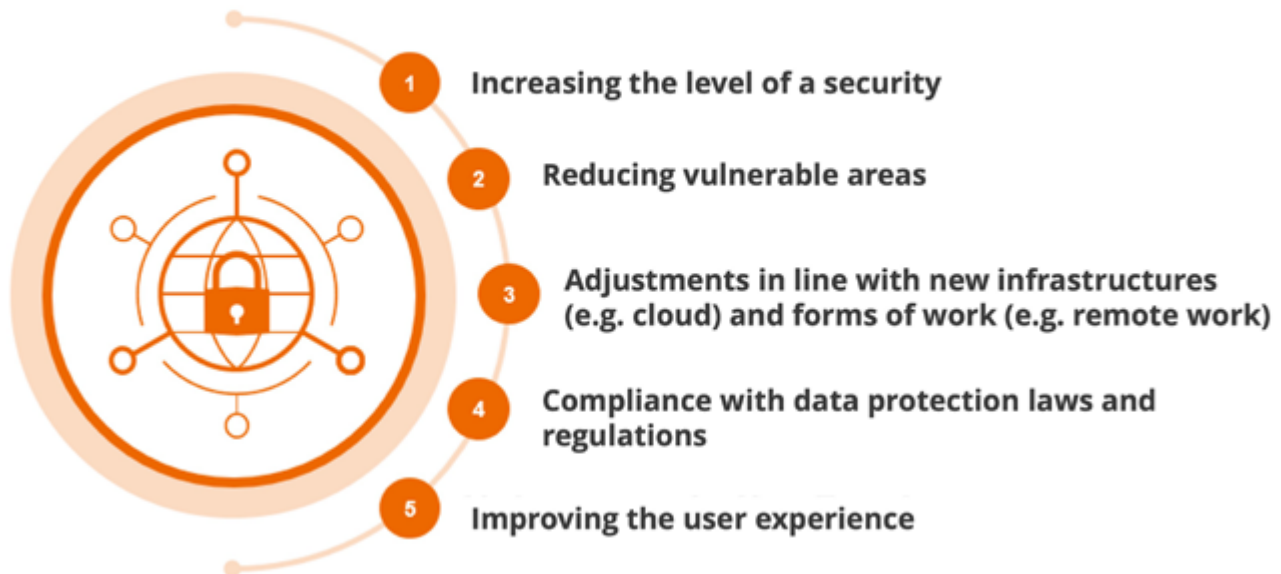 1
Increasing the level of a security
2
Reducing vulnerable areas
3
Adjustments in line with new infrastructures
(e.g. cloud) and forms of work (e.g. remote work)
4
Compliance with data protection laws and
regulations
5
Improving the user experience